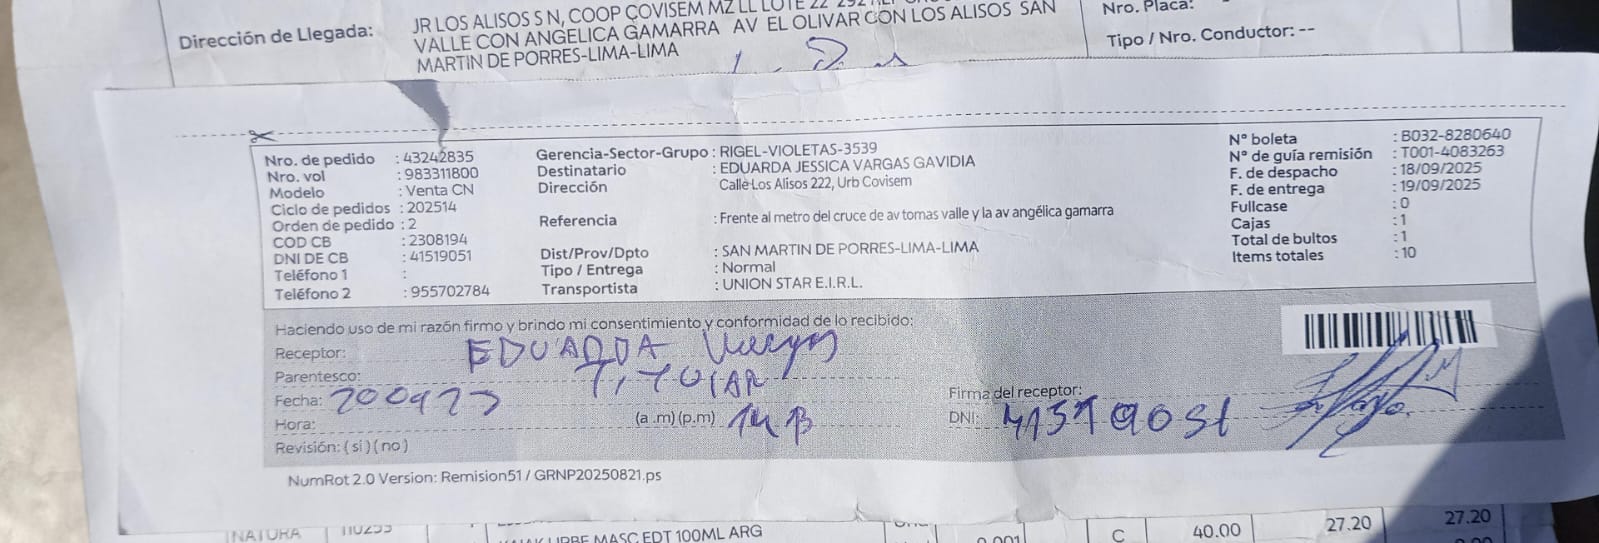 Dirección de Llegada: JR LOS ALISOS S N, COOP COVISEM MZ LL LOTE 22
VALLE CON ANGELICA GAMARRA AV EL OLIVAR CON LOS ALISOS SAN
MARTIN DE PORRES-LIMA-LIMA
Nro. Placa:
Tipo / Nro. Conductor: --
Nro. de pedido : 43242835
Nro. vol : 983311800
Modelo : Venta CN
Ciclo de pedidos : 202514
Orden de pedido : 2
COD CB : 2308194
DNI DE CB : 41519051
Teléfono 1 :
Teléfono 2 : 955702784
Gerencia-Sector-Grupo : RIGEL-VIOLETAS-3539
Destinatario : EDUARDA JESSICA VARGAS GAVIDIA
Dirección Calle Los Alisos 222, Urb Covisem
Referencia : Frente al metro del cruce de av tomas valle y la av angélica gamarra
Dist/Prov/Dpto : SAN MARTIN DE PORRES-LIMA-LIMA
Tipo / Entrega : Normal
Transportista : UNION STAR E.I.R.L.
N° boleta : B032-8280640
N° de guía remisión : T001-4083263
F. de despacho : 18/09/2025
F. de entrega : 19/09/2025
Fullcase : 0
Cajas : 1
Total de bultos : 1
Items totales : 10
Haciendo uso de mi razón firmo y brindo mi consentimiento y conformidad de lo recibido:
Receptor: EDUARDA Vargas
Parentesco: TITULAR
Fecha:
Hora: (a .m) (p.m)
Revisión: ( si ) ( no )
Firma del receptor:
DNI:
NumRot 2.0 Version: Remision51 / GRNP20250821.ps
NATURA 110253 MASC EDT 100ML ARG 0.001 C 40.00 27.20 27.20